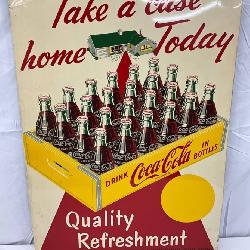 Take a case
home Today
DRINK Coca-Cola IN BOTTLES
Quality
Refreshment